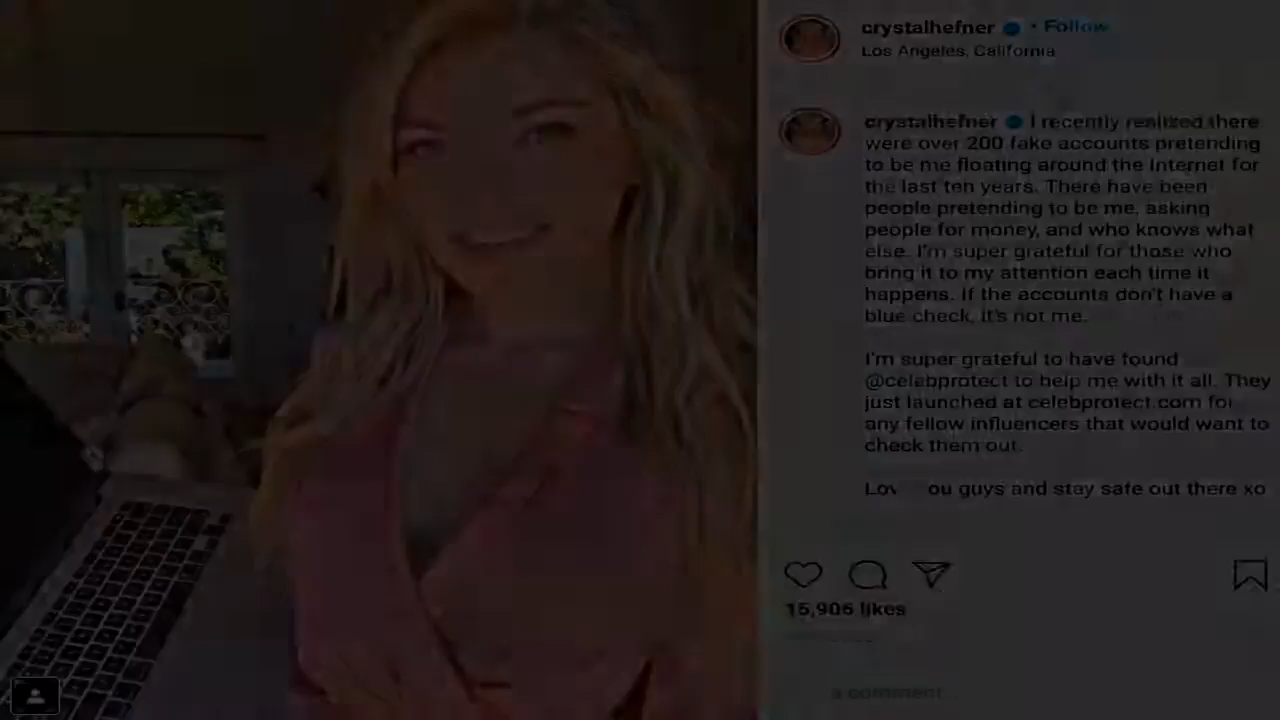 crystalhefner • Follow
Los Angeles, California
crystalhefner I recently realized there
were over 200 fake accounts pretending
to be me floating around the Internet for
the last ten years. There have been
people pretending to be me, asking
people for money, and who knows what
else. I'm super grateful for those who
bring it to my attention each time it
happens. If the accounts don't have a
blue check, it's not me.
I'm super grateful to have found
@celebprotect to help me with it all. They
just launched at celebprotect.com for
any fellow influencers that would want to
check them out.
guys and stay safe out there xo
15,906 likes
a comment...